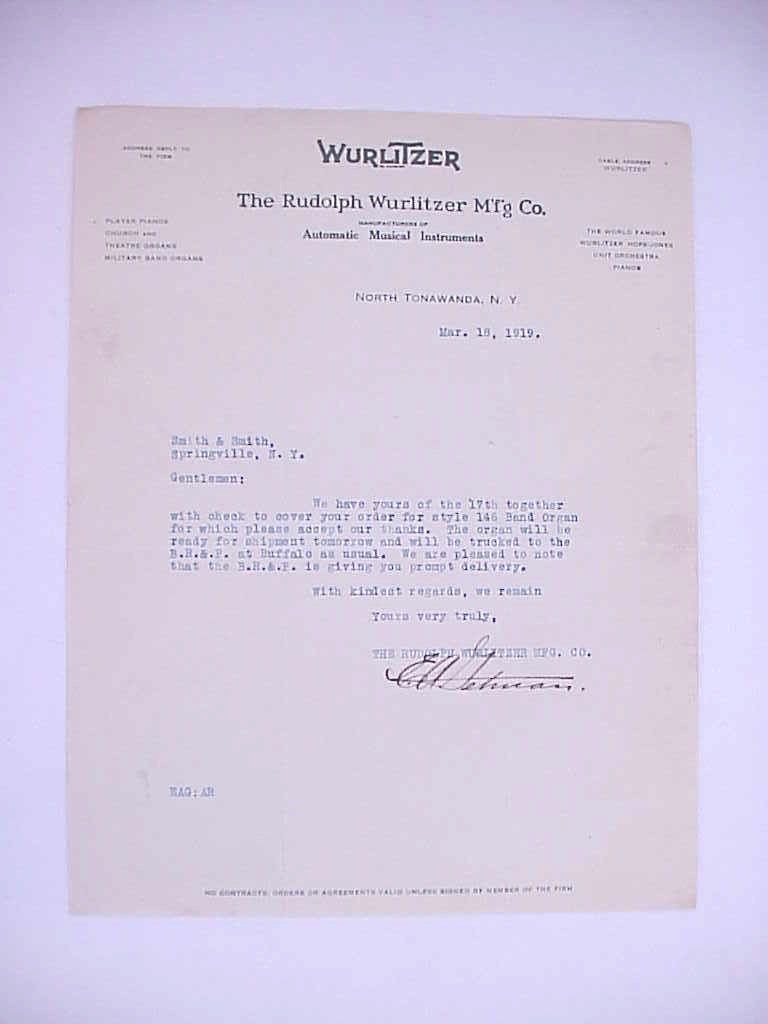 ADDRESS REPLY TO
THE FIRM
WURLITZER
CABLE ADDRESS
"WURLITZER"
The Rudolph Wurlitzer M'f'g Co.
MANUFACTURERS OF
Automatic Musical Instruments
PLAYER PIANOS
CHURCH AND
THEATRE ORGANS
MILITARY BAND ORGANS
THE WORLD FAMOUS
WURLITZER HOPE-JONES
UNIT ORCHESTRA
PIANOS
NORTH TONAWANDA, N. Y.
Mar. 18, 1919.
Smith & Smith,
Springville, N. Y.
Gentlemen:
We have yours of the 17th together
with check to cover your order for style 146 Band Organ
for which please accept our thanks. The organ will be
ready for shipment tomorrow and will be trucked to the
B.R.&P. at Buffalo as usual. We are pleased to note
that the B.R.&P. is giving you prompt delivery.
With kindest regards, we remain
Yours very truly,
THE RUDOLPH WURLITZER MFG. CO.
EAG:AR
NO CONTRACTS, ORDERS OR AGREEMENTS VALID UNLESS SIGNED BY MEMBER OF THE FIRM